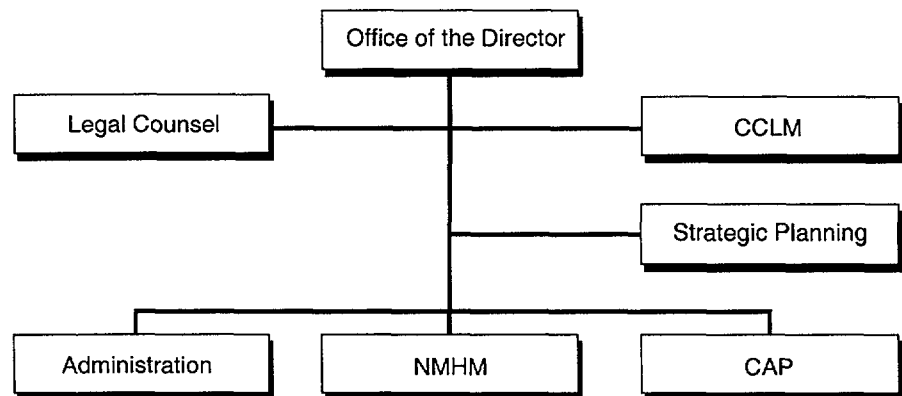 Office of the Director
Legal Counsel
CCLM
Strategic Planning
Administration
NMHM
CAP